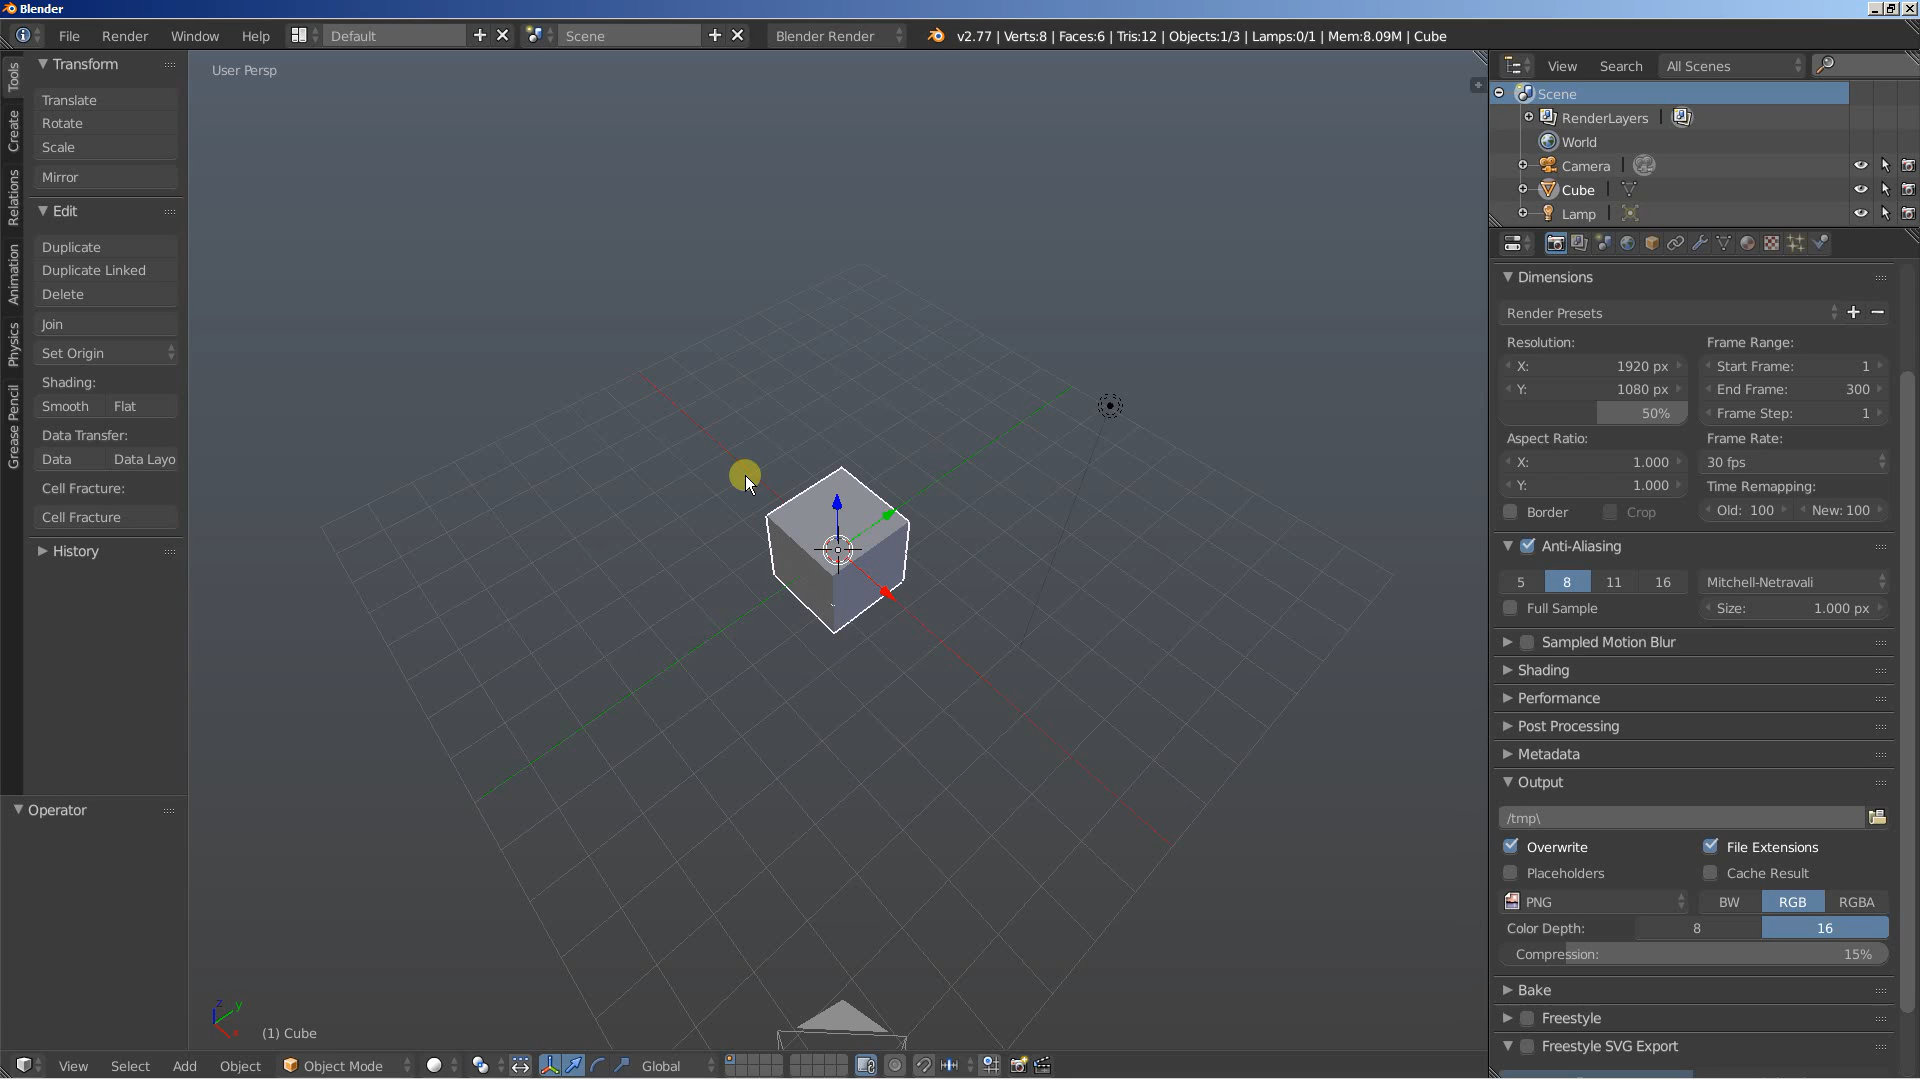 Blender
File Render Window Help Default Scene Blender Render v2.77 | Verts:8 | Faces:6 | Tris:12 | Objects:1/3 | Lamps:0/1 | Mem:8.09M | Cube
Tools
Create
Relations
Animation
Physics
Grease Pencil
Transform
Translate
Rotate
Scale
Mirror
Edit
Duplicate
Duplicate Linked
Delete
Join
Set Origin
Shading:
Smooth Flat
Data Transfer:
Data Data Layo
Cell Fracture:
Cell Fracture
History
Operator
User Persp
z y x
(1) Cube
View Select Add Object Object Mode Global
View Search All Scenes
Scene
RenderLayers
World
Camera
Cube
Lamp
Dimensions
Render Presets
Resolution: Frame Range:
X: 1920 px Start Frame: 1
Y: 1080 px End Frame: 300
50% Frame Step: 1
Aspect Ratio: Frame Rate:
X: 1.000 30 fps
Y: 1.000 Time Remapping:
Border Crop Old: 100 New: 100
Anti-Aliasing
5 8 11 16 Mitchell-Netravali
Full Sample Size: 1.000 px
Sampled Motion Blur
Shading
Performance
Post Processing
Metadata
Output
/tmp\
Overwrite File Extensions
Placeholders Cache Result
PNG BW RGB RGBA
Color Depth: 8 16
Compression: 15%
Bake
Freestyle
Freestyle SVG Export